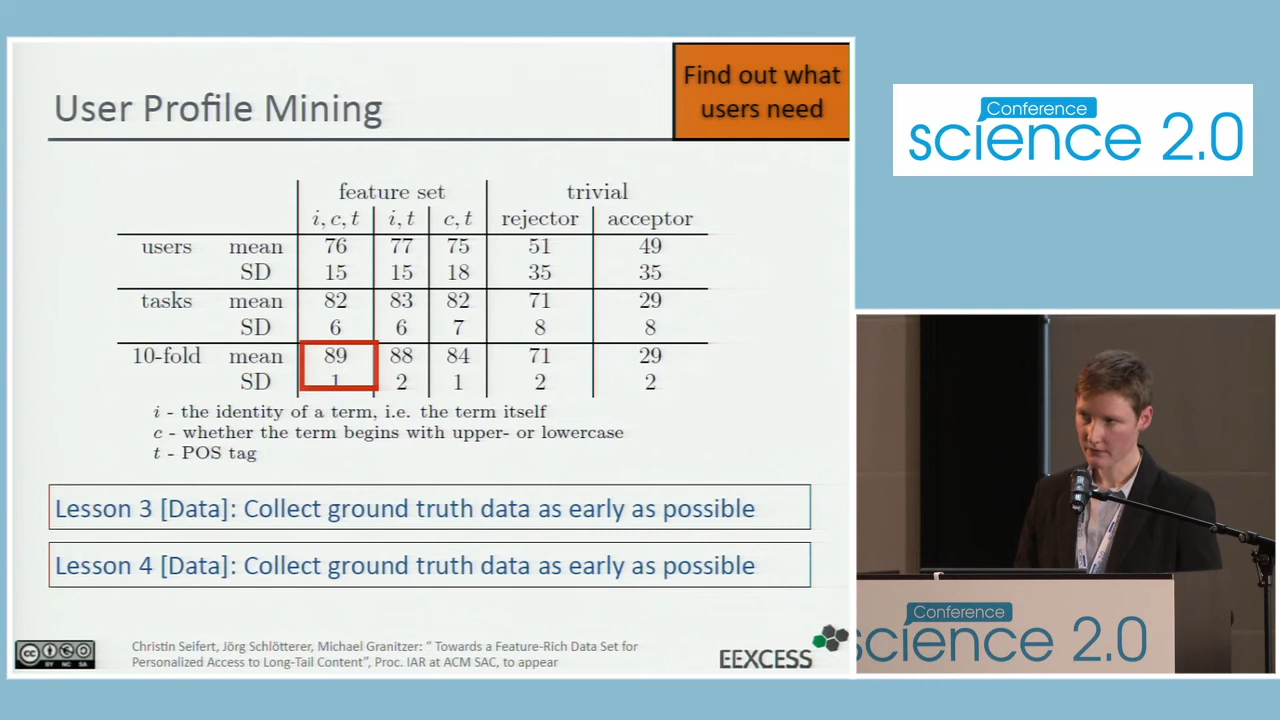 Find out what
users need
User Profile Mining
feature set trivial
i, c, t i, t c, t rejector acceptor
users mean 76 77 75 51 49
SD 15 15 18 35 35
tasks mean 82 83 82 71 29
SD 6 6 7 8 8
10-fold mean 89 88 84 71 29
SD 1 2 1 2 2
i - the identity of a term, i.e. the term itself
c - whether the term begins with upper- or lowercase
t - POS tag
Lesson 3 [Data]: Collect ground truth data as early as possible
Lesson 4 [Data]: Collect ground truth data as early as possible
cc BY NC SA
Christin Seifert, Jörg Schlötterer, Michael Granitzer: “ Towards a Feature-Rich Data Set for
Personalized Access to Long-Tail Content”, Proc. IAR at ACM SAC, to appear
EEXCESS
Conference
science 2.0
Conference
science 2.0